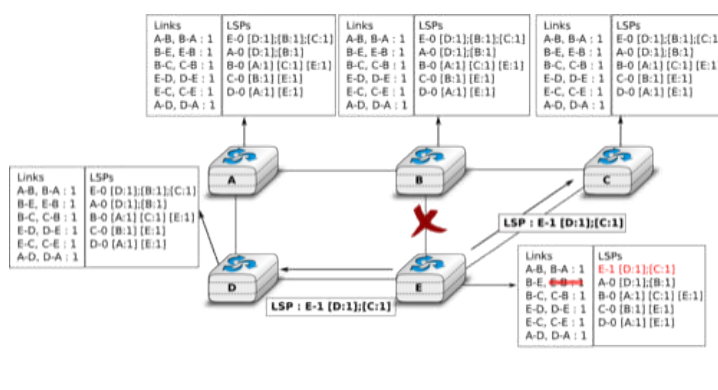 Links
A-B, B-A : 1
B-E, E-B : 1
B-C, C-B : 1
E-D, D-E : 1
E-C, C-E : 1
A-D, D-A : 1
LSPs
E-0 [D:1];[B:1];[C:1]
A-0 [D:1];[B:1]
B-0 [A:1] [C:1] [E:1]
C-0 [B:1] [E:1]
D-0 [A:1] [E:1]
Links
A-B, B-A : 1
B-E, E-B : 1
B-C, C-B : 1
E-D, D-E : 1
E-C, C-E : 1
A-D, D-A : 1
LSPs
E-0 [D:1];[B:1];[C:1]
A-0 [D:1];[B:1]
B-0 [A:1] [C:1] [E:1]
C-0 [B:1] [E:1]
D-0 [A:1] [E:1]
Links
A-B, B-A : 1
B-E, E-B : 1
B-C, C-B : 1
E-D, D-E : 1
E-C, C-E : 1
A-D, D-A : 1
LSPs
E-0 [D:1];[B:1];[C:1]
A-0 [D:1];[B:1]
B-0 [A:1] [C:1] [E:1]
C-0 [B:1] [E:1]
D-0 [A:1] [E:1]
A
B
C
Links
A-B, B-A : 1
B-E, E-B : 1
B-C, C-B : 1
E-D, D-E : 1
E-C, C-E : 1
A-D, D-A : 1
LSPs
E-0 [D:1];[B:1];[C:1]
A-0 [D:1];[B:1]
B-0 [A:1] [C:1] [E:1]
C-0 [B:1] [E:1]
D-0 [A:1] [E:1]
LSP : E-1 [D:1];[C:1]
D
E
LSP : E-1 [D:1];[C:1]
Links
A-B, B-A : 1
B-E, E-B : 1
B-C, C-B : 1
E-D, D-E : 1
E-C, C-E : 1
A-D, D-A : 1
LSPs
E-1 [D:1];[C:1]
A-0 [D:1];[B:1]
B-0 [A:1] [C:1] [E:1]
C-0 [B:1] [E:1]
D-0 [A:1] [E:1]